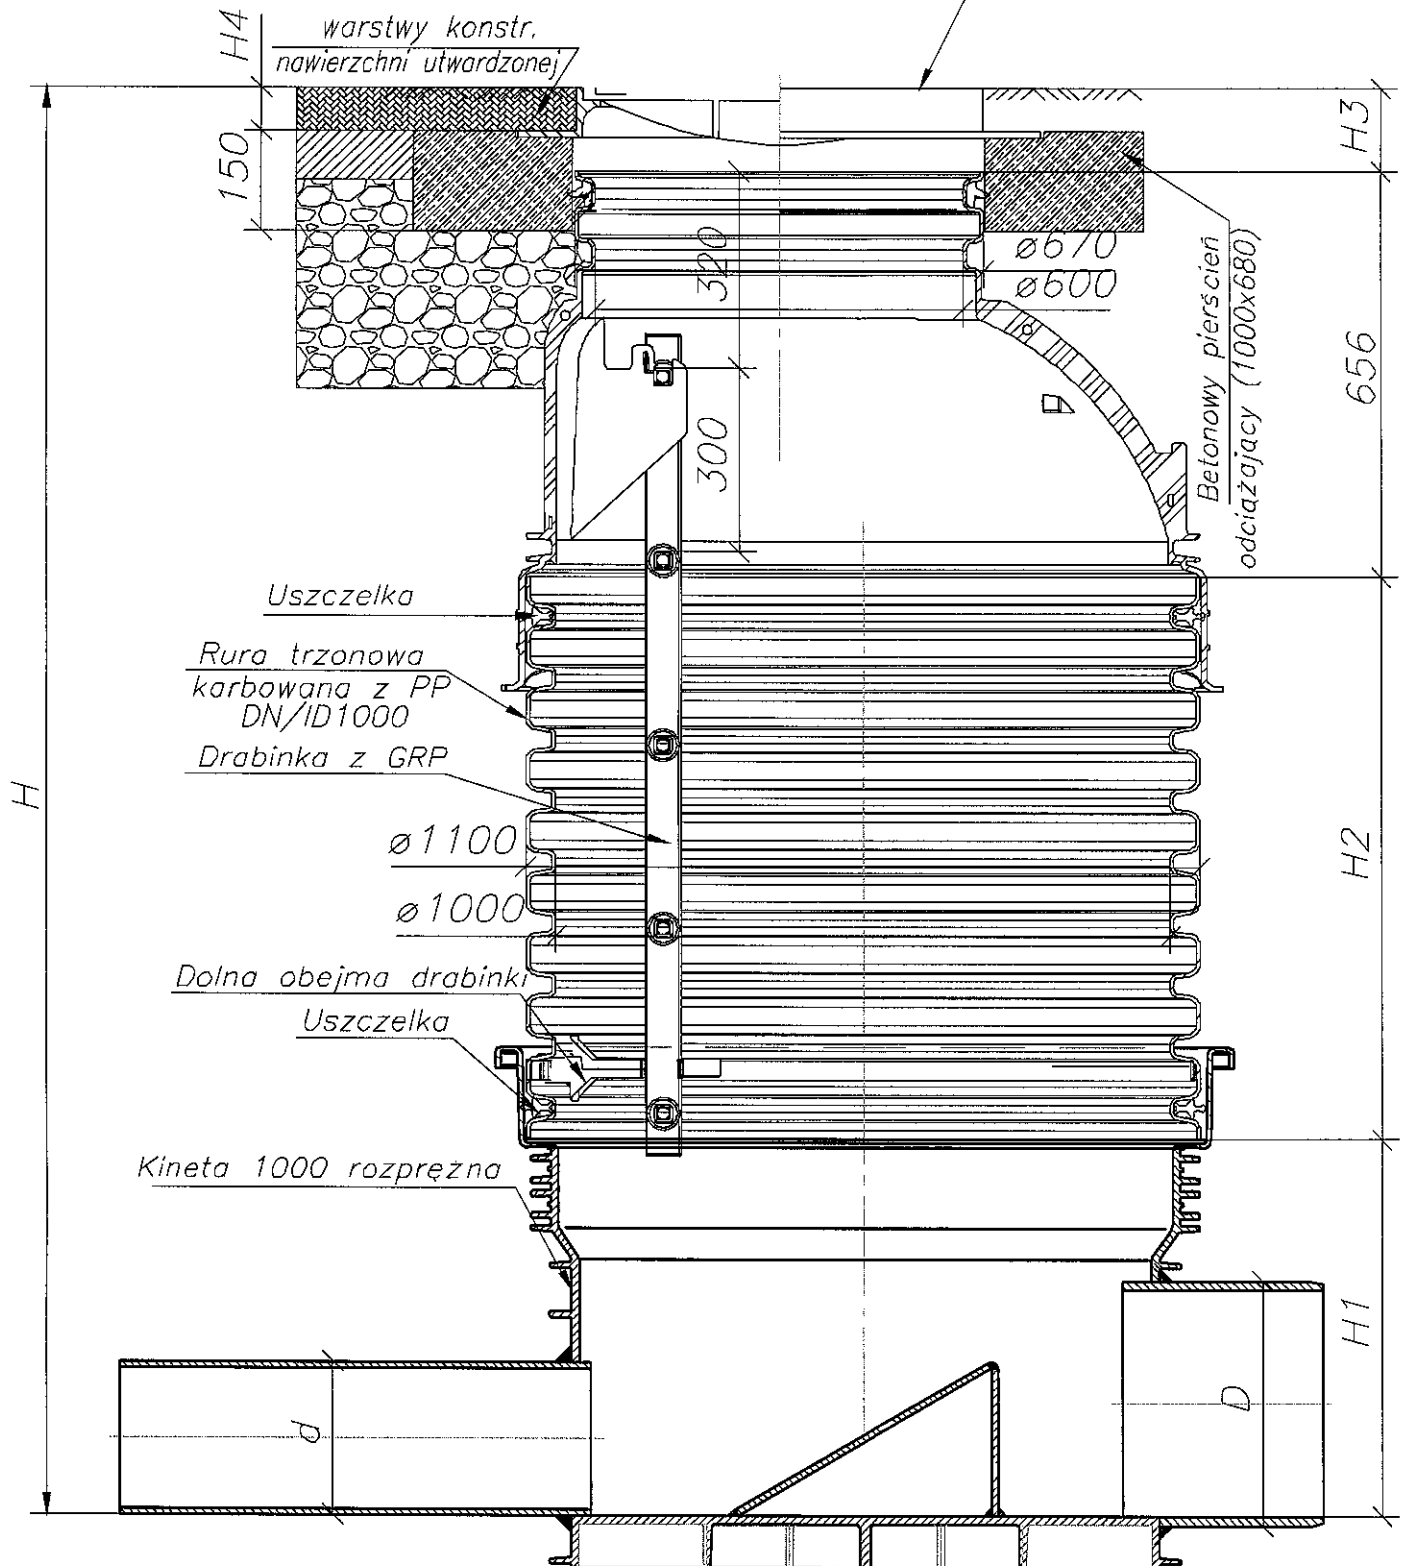 H4
warstwy konstr.
nawierzchni utwardzonej
150
H3
320
ø670
ø600
300
656
Betonowy pierścień
odciążajacy (1000x680)
Uszczelka
Rura trzonowa
karbowana z PP
DN/ID1000
Drabinka z GRP
H
ø1100
ø1000
H2
Dolna obejma drabinki
Uszczelka
Kineta 1000 rozprężna
H1
d
D